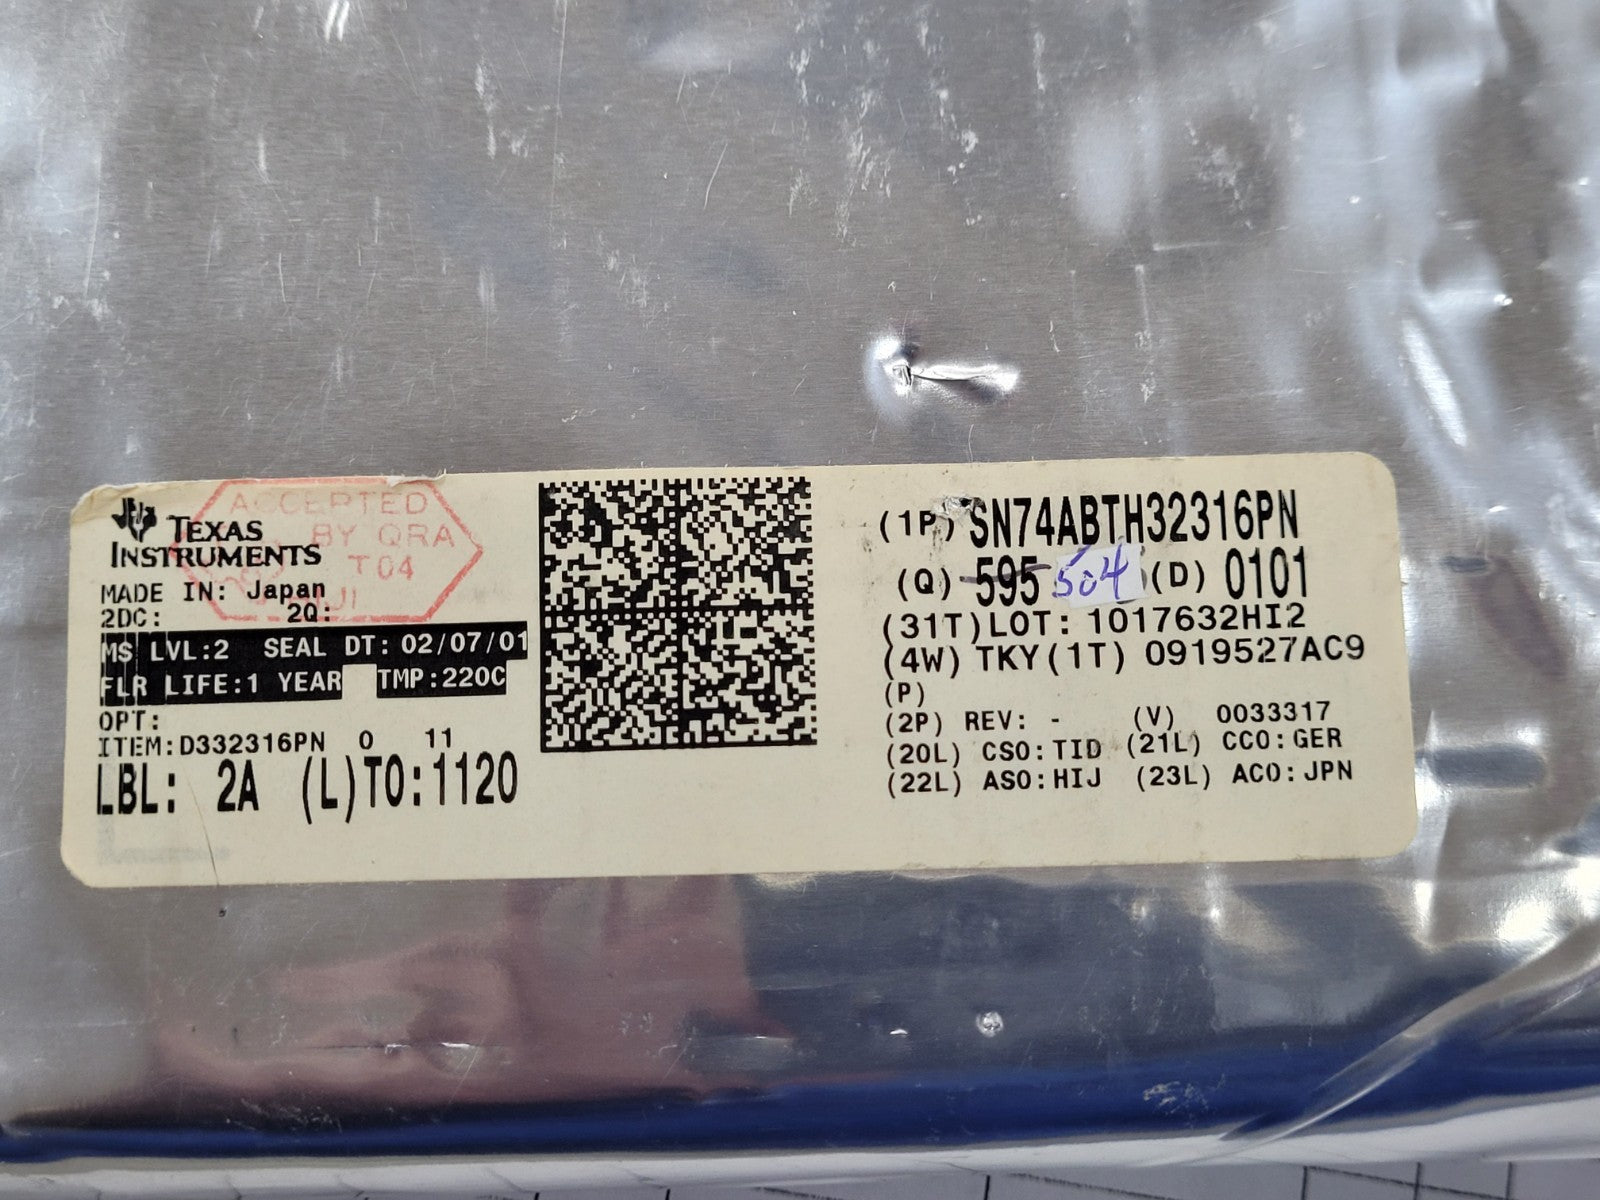 ACCEPTED
BY QRA
T04
TEXAS
INSTRUMENTS
MADE IN: Japan
2DC: 2Q:
MS LVL:2 SEAL DT: 02/07/01
FLR LIFE:1 YEAR TMP:220C
OPT:
ITEM:D332316PN 0 11
LBL: 2A (L)TO:1120
(1P) SN74ABTH32316PN
(Q) 595 504 (D) 0101
(31T)LOT: 1017632HI2
(4W) TKY(1T) 0919527AC9
(P)
(2P) REV: - (V) 0033317
(20L) CSO:TID (21L) CCO:GER
(22L) ASO:HIJ (23L) ACO:JPN